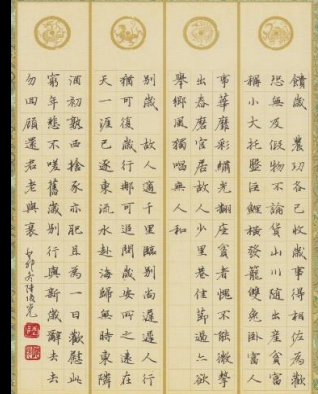 饋歲 農功各已收歲事得相佐為歡
恐無及假物不論貨山川隨出產貧富
稱小大托盤巨鯉橫發籠雙兔臥富人
事華靡彩繡光翻座貧者愧不能微摯
出舂磨官居故人少里巷佳節過亦欲
舉鄉風獨唱無人和
別歲 故人適千里臨別尚遲遲人行
猶可復歲行那可追問歲安所之遠在
天一涯已逐東流水赴海歸無時東隣
酒初熟西捨彘亦肥且為一日歡慰此
窮年悲不嗟舊歲別行與新歲辭去去
勿回顧還君老與衰